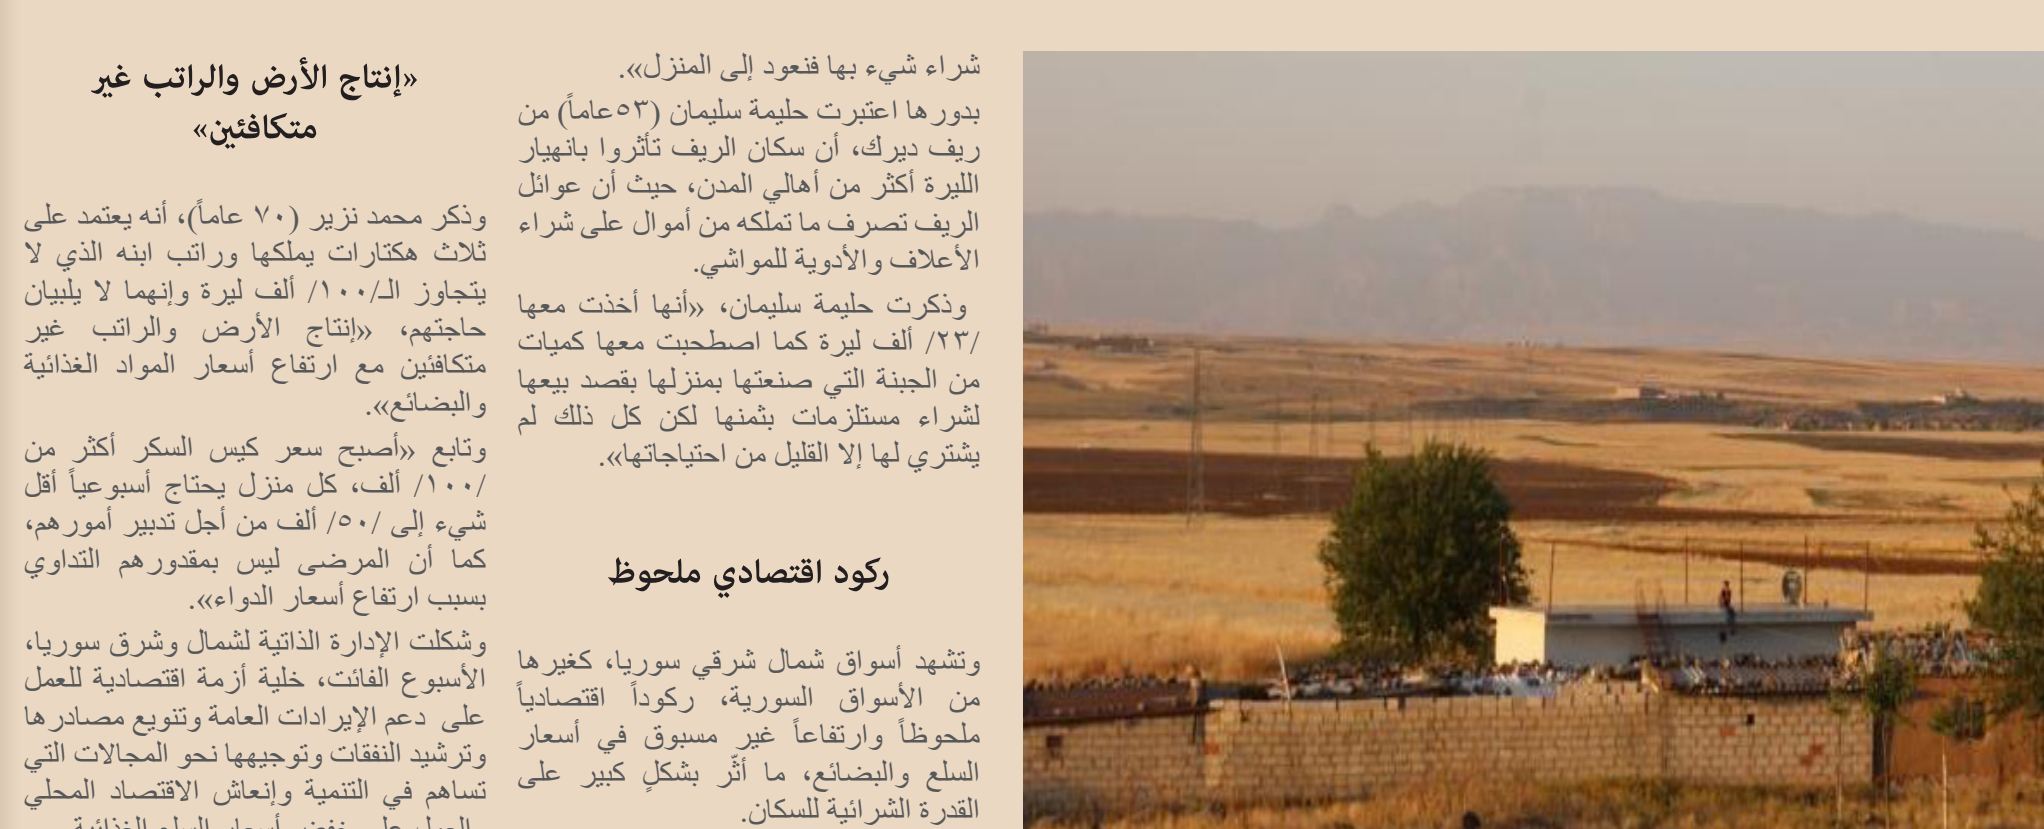 شراء شيء بها فنعود إلى المنزل».
بدورها اعتبرت حليمة سليمان (٥٣عاماً) من
ريف ديرك، أن سكان الريف تأثروا بانهيار
الليرة أكثر من أهالي المدن، حيث أن عوائل
الريف تصرف ما تملكه من أموال على شراء
الأعلاف والأدوية للمواشي.
وذكرت حليمة سليمان، «أنها أخذت معها
/٢٣/ ألف ليرة كما اصطحبت معها كميات
من الجبنة التي صنعتها بمنزلها بقصد بيعها
لشراء مستلزمات بثمنها لكن كل ذلك لم
يشتري لها إلا القليل من احتياجاتها».
ركود اقتصادي ملحوظ
وتشهد أسواق شمال شرقي سوريا، كغيرها
من الأسواق السورية، ركوداً اقتصادياً
ملحوظاً وارتفاعاً غير مسبوق في أسعار
السلع والبضائع، ما أثّر بشكلٍ كبير على
القدرة الشرائية للسكان.
«إنتاج الأرض والراتب غير
متكافئين»
وذكر محمد نزير (٧٠ عاماً)، أنه يعتمد على
ثلاث هكتارات يملكها وراتب ابنه الذي لا
يتجاوز الـ/١٠٠/ ألف ليرة وإنهما لا يلبيان
حاجتهم، «إنتاج الأرض والراتب غير
متكافئين مع ارتفاع أسعار المواد الغذائية
والبضائع».
وتابع «أصبح سعر كيس السكر أكثر من
/١٠٠/ ألف، كل منزل يحتاج أسبوعياً أقل
شيء إلى /٥٠/ ألف من أجل تدبير أمورهم،
كما أن المرضى ليس بمقدورهم التداوي
بسبب ارتفاع أسعار الدواء».
وشكلت الإدارة الذاتية لشمال وشرق سوريا،
الأسبوع الفائت، خلية أزمة اقتصادية للعمل
على دعم الإيرادات العامة وتنويع مصادرها
وترشيد النفقات وتوجيهها نحو المجالات التي
تساهم في التنمية وإنعاش الاقتصاد المحلي